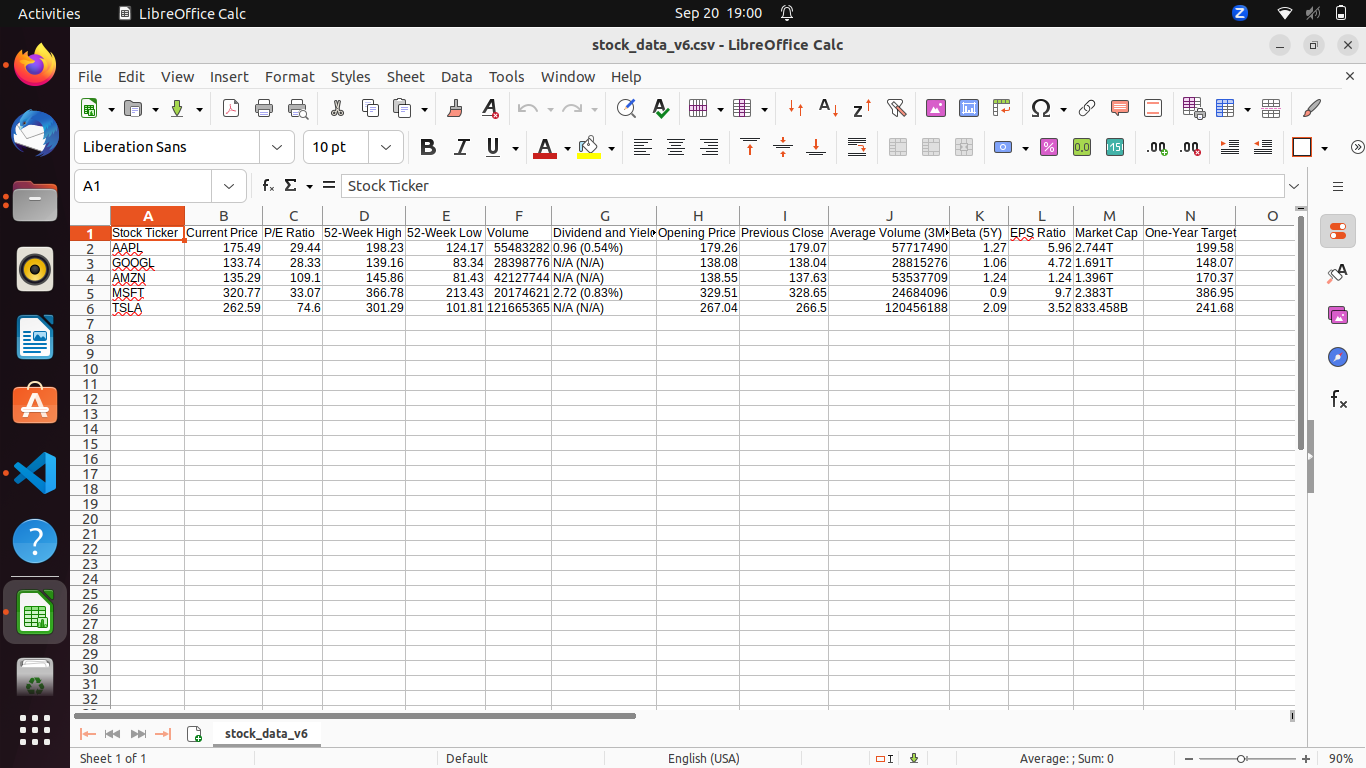 Activities LibreOffice Calc Sep 20 19:00 Z
stock_data_v6.csv - LibreOffice Calc
File Edit View Insert Format Styles Sheet Data Tools Window Help
Liberation Sans 10 pt
A1 Stock Ticker
A B C D E F G H I J K L M N O
1 Stock Ticker Current Price P/E Ratio 52-Week High 52-Week Low Volume Dividend and Yiel Opening Price Previous Close Average Volume (3M Beta (5Y) EPS Ratio Market Cap One-Year Target
2 AAPL 175.49 29.44 198.23 124.17 55483282 0.96 (0.54%) 179.26 179.07 57717490 1.27 5.96 2.744T 199.58
3 GOOGL 133.74 28.33 139.16 83.34 28398776 N/A (N/A) 138.08 138.04 28815276 1.06 4.72 1.691T 148.07
4 AMZN 135.29 109.1 145.86 81.43 42127744 N/A (N/A) 138.55 137.63 53537709 1.24 1.24 1.396T 170.37
5 MSFT 320.77 33.07 366.78 213.43 20174621 2.72 (0.83%) 329.51 328.65 24684096 0.9 9.7 2.383T 386.95
6 TSLA 262.59 74.6 301.29 101.81 121665365 N/A (N/A) 267.04 266.5 120456188 2.09 3.52 833.458B 241.68
7
8
9
10
11
12
13
14
15
16
17
18
19
20
21
22
23
24
25
26
27
28
29
30
31
32
stock_data_v6
Sheet 1 of 1 Default English (USA) Average: ; Sum: 0 90%